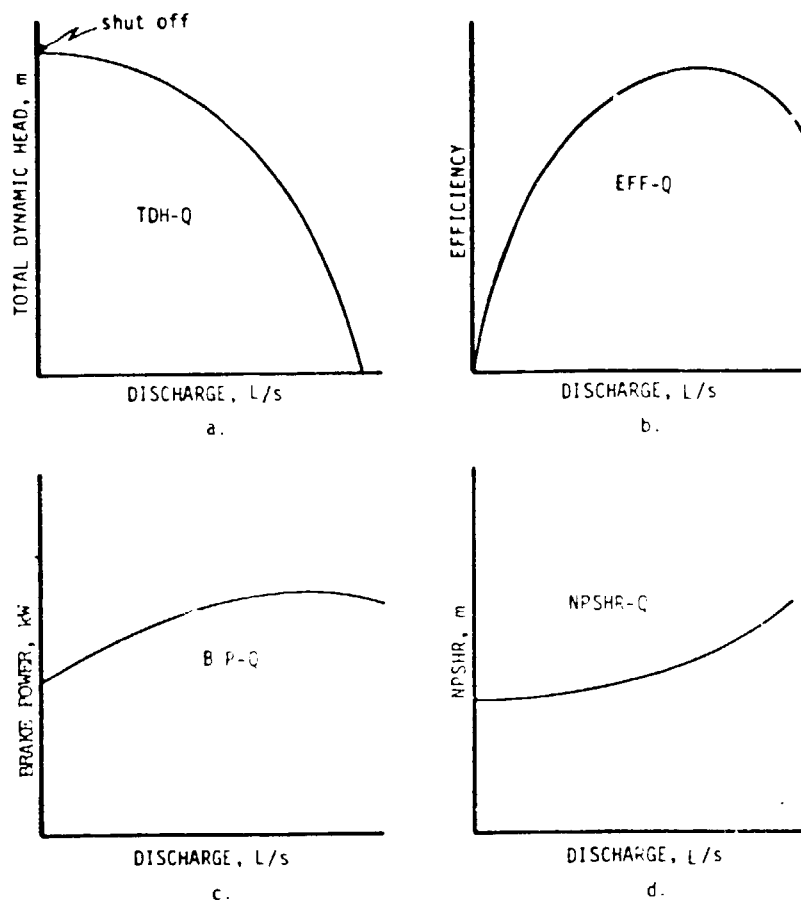 shut off
TOTAL DYNAMIC HEAD, m
TDH-Q
DISCHARGE, L/s
a.
EFFICIENCY
EFF-Q
DISCHARGE, L/s
b.
BRAKE POWER, kW
B P-Q
DISCHARGE, L/s
c.
NPSHR, m
NPSHR-Q
DISCHARGE, L/s
d.